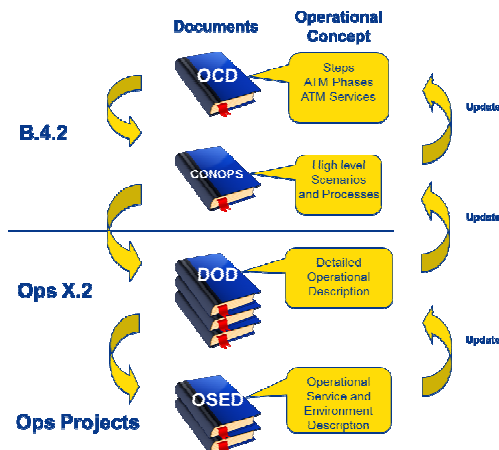 Documents
Operational
Concept
OCD
Steps
ATM Phases
ATM Services
Update
B.4.2
CONOPS
High level
Scenarios
and Processes
Update
Ops X.2
DOD
Detailed
Operational
Description
Update
Ops Projects
OSED
Operational
Service and
Environment
Description